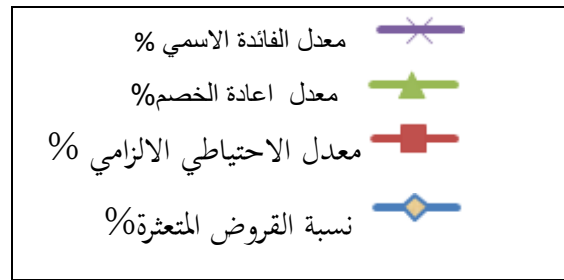 معدل الفائدة الاسمي %
معدل اعادة الخصم%
معدل الاحتياطي الالزامي %
نسبة القروض المتعثرة%